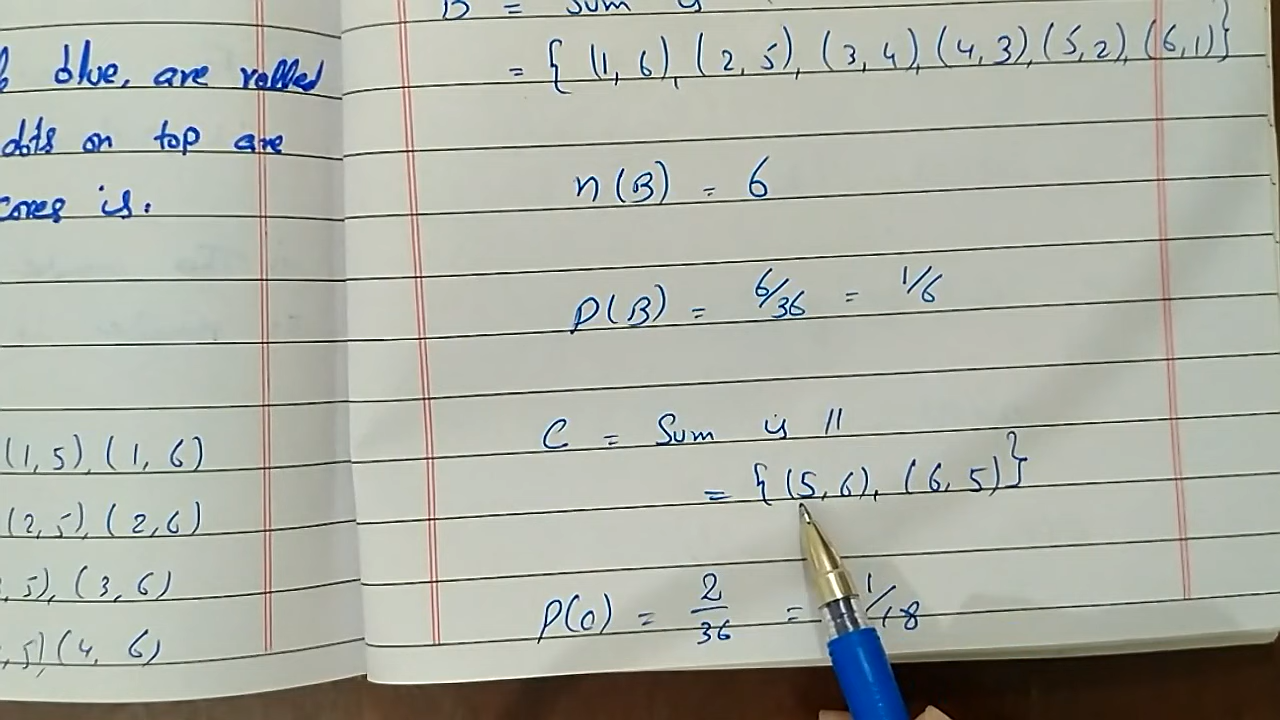 blue, are rolled
dots on top are
is.
(1, 5), (1, 6)
(2, 5), (2, 6)
, 5), (3, 6)
, 5), (4, 6)
B = Sum is
= { (1, 6), (2, 5), (3, 4), (4, 3), (5, 2), (6, 1) }
n(B) = 6
P(B) = 6/36 = 1/6
C = Sum is 11
= { (5, 6), (6, 5) }
P(C) = 2/36 = 1/18